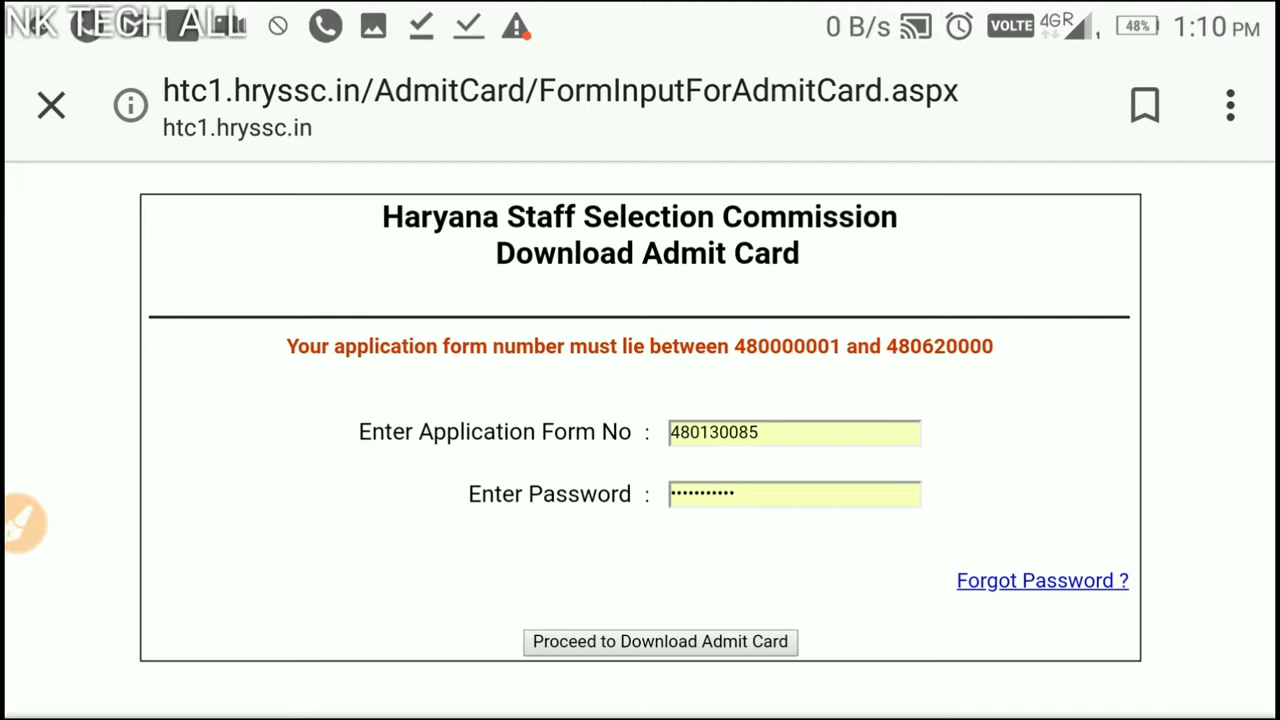 NK TECH ALL
0 B/s VOLTE 4GR 48% 1:10 PM
htc1.hryssc.in/AdmitCard/FormInputForAdmitCard.aspx
htc1.hryssc.in
Haryana Staff Selection Commission
Download Admit Card
Your application form number must lie between 480000001 and 480620000
Enter Application Form No : 480130085
Enter Password : •••••••••••
Forgot Password ?
Proceed to Download Admit Card